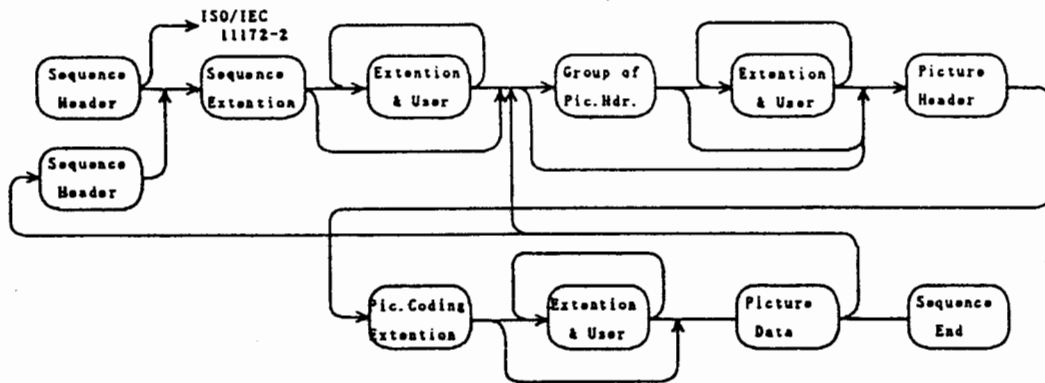 ISO/IEC
11172-2
Sequence
Header
Sequence
Extention
Extention
& User
Group of
Pic.Hdr.
Extention
& User
Picture
Header
Sequence
Header
Pic.Coding
Extention
Extention
& User
Picture
Data
Sequence
End